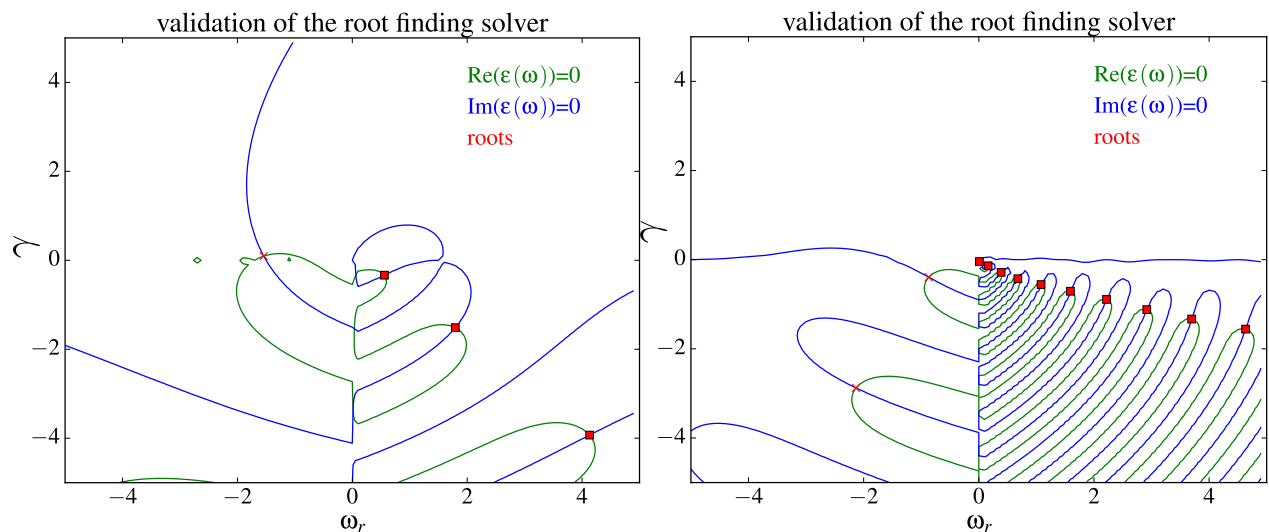 validation of the root finding solver
γ
4
2
0
−2
−4
Re(ε(ω))=0
Im(ε(ω))=0
roots
−4
−2
0
2
4
ωr
validation of the root finding solver
γ
4
2
0
−2
−4
Re(ε(ω))=0
Im(ε(ω))=0
roots
−4
−2
0
2
4
ωr